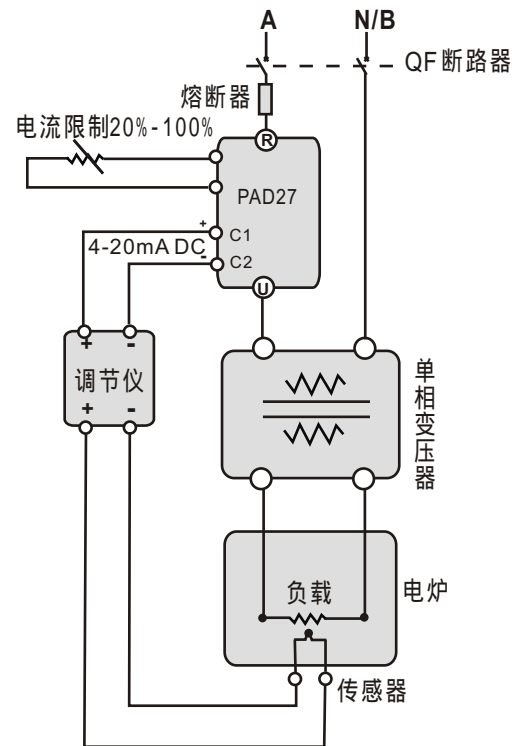 A N/B
QF断路器
熔断器
电流限制20%-100%
R
PAD27
+ C1
4-20mA DC
- C2
U
+ -
调节仪
+ -
单相变压器
负载
电炉
传感器